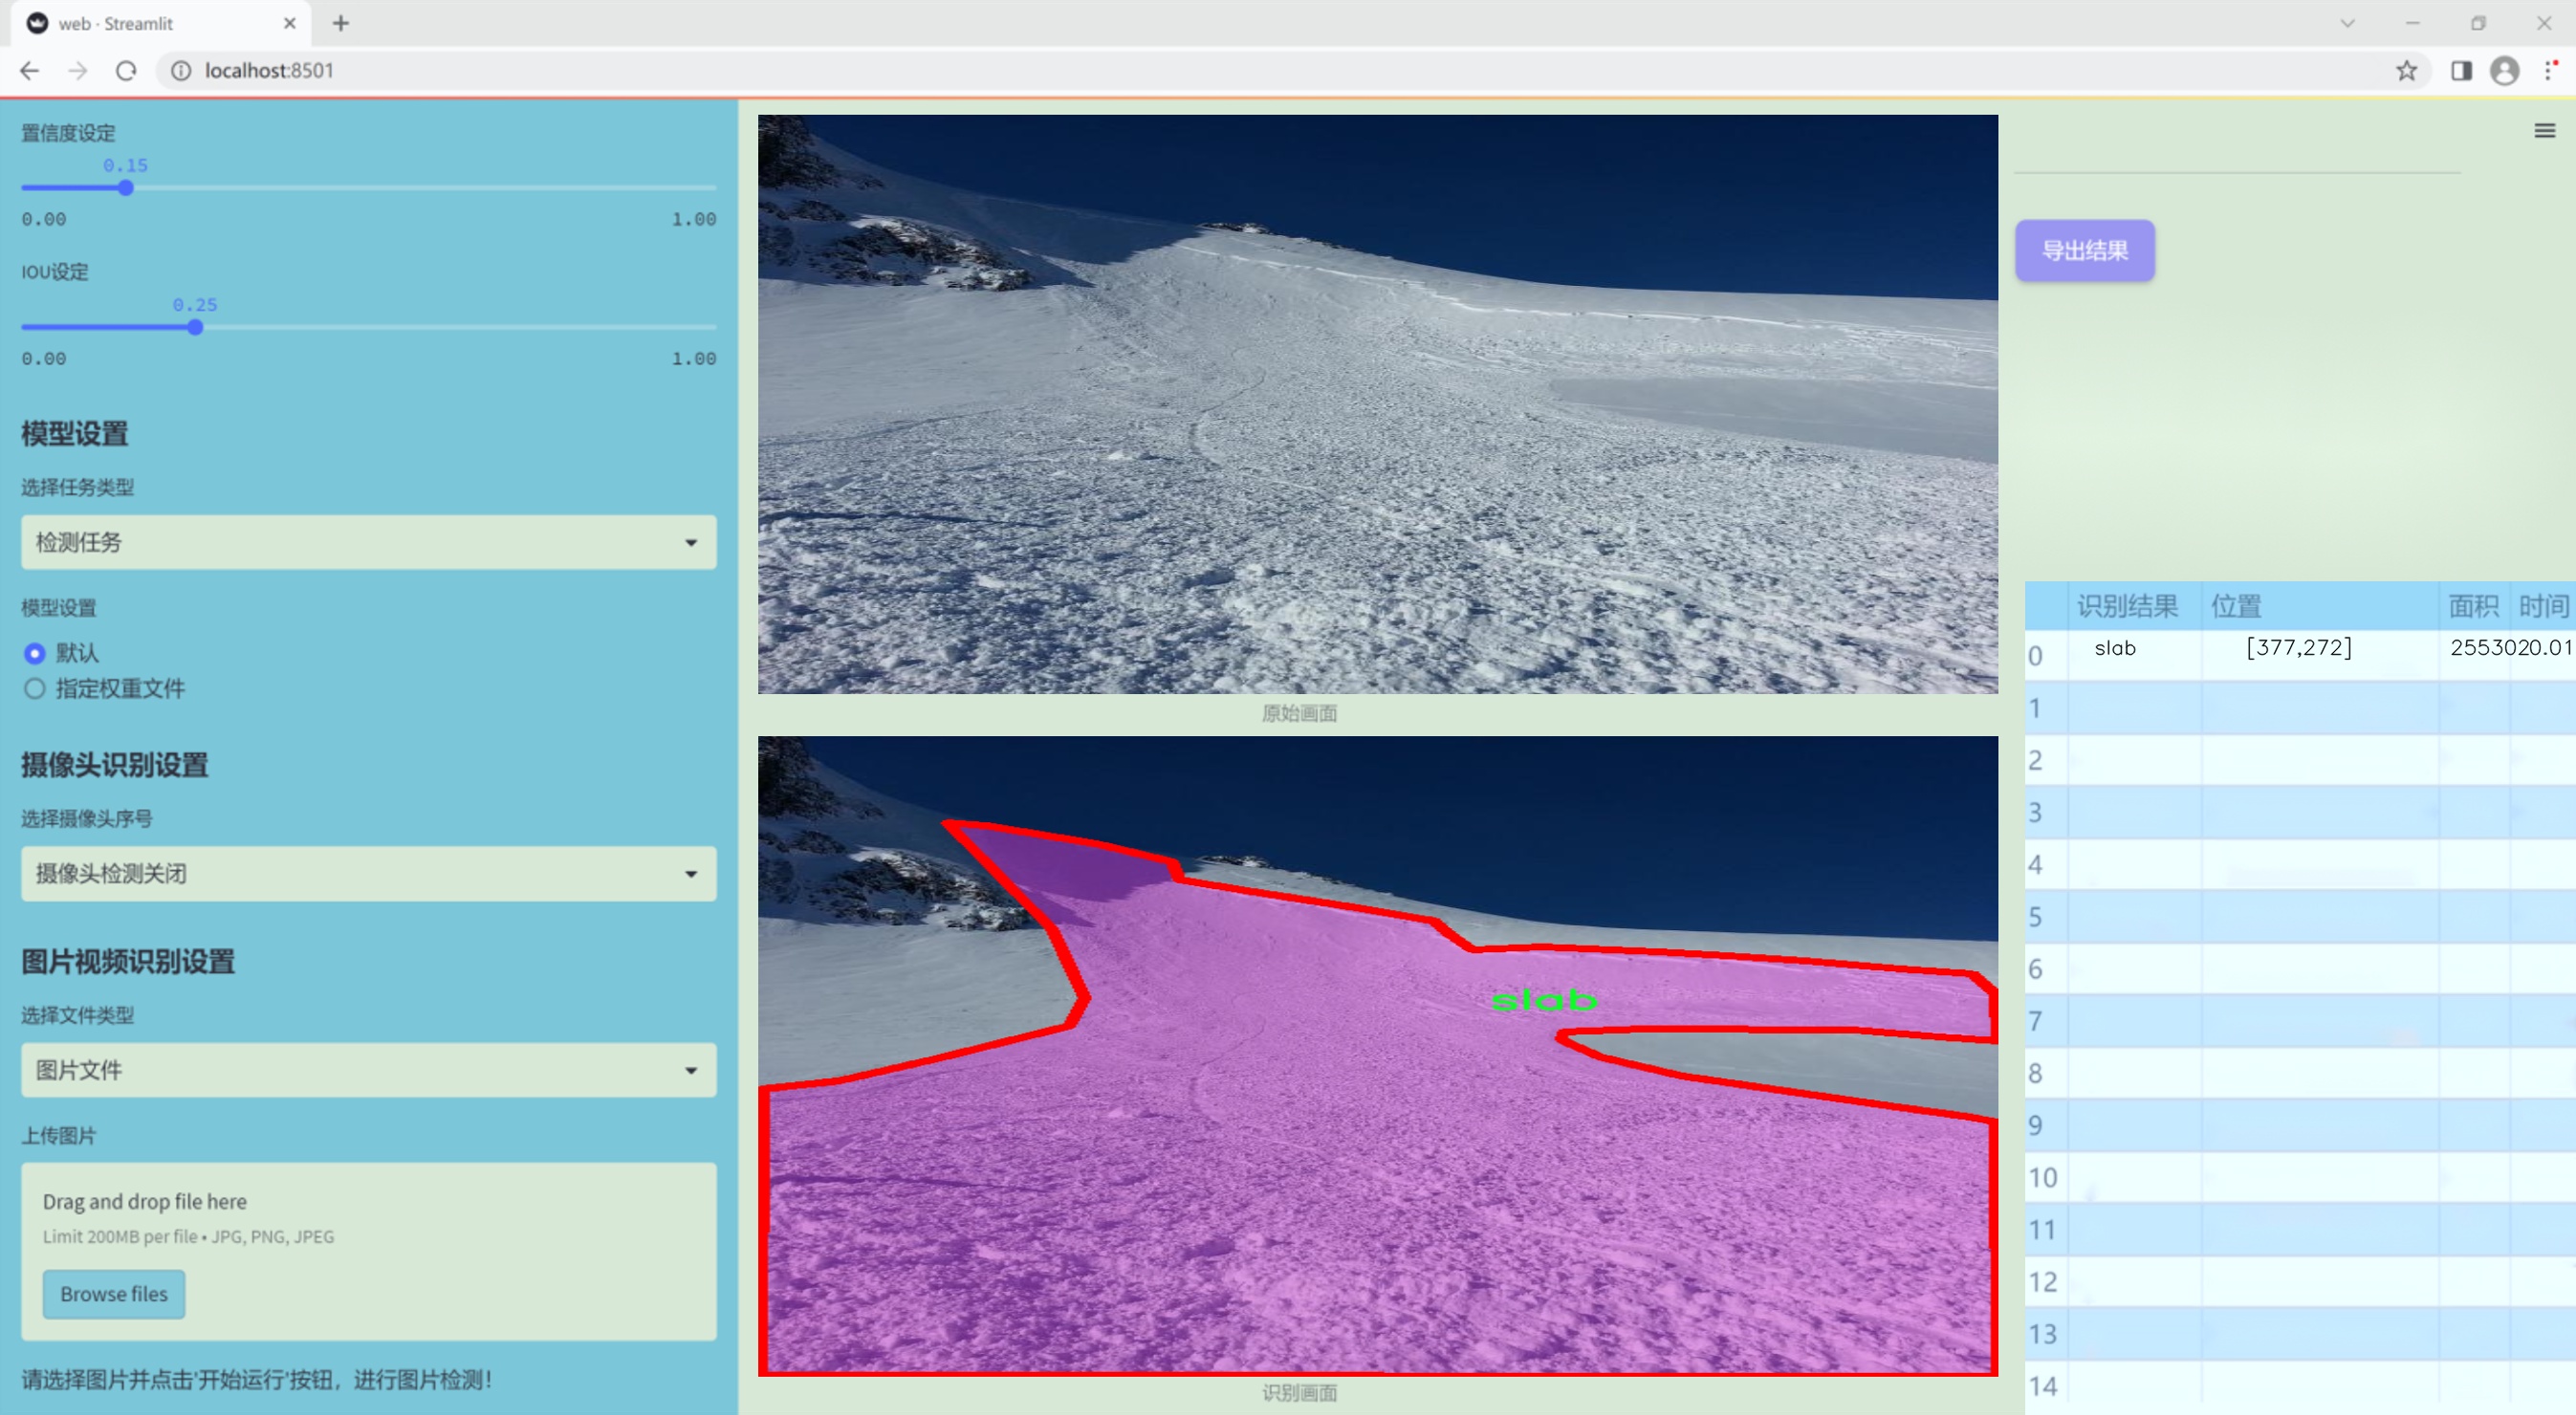 web · Streamlit
localhost:8501
置信度设定
0.15
0.00 1.00
IOU设定
0.25
0.00 1.00
模型设置
选择任务类型
检测任务
模型设置
默认
指定权重文件
摄像头识别设置
选择摄像头序号
摄像头检测关闭
图片视频识别设置
选择文件类型
图片文件
上传图片
Drag and drop file here
Limit 200MB per file • JPG, PNG, JPEG
Browse files
请选择图片并点击'开始运行'按钮，进行图片检测！
原始画面
slab
识别画面
导出结果
识别结果 位置 面积 时间
0 slab [377,272] 2553020.01
1
2
3
4
5
6
7
8
9
10
11
12
13
14